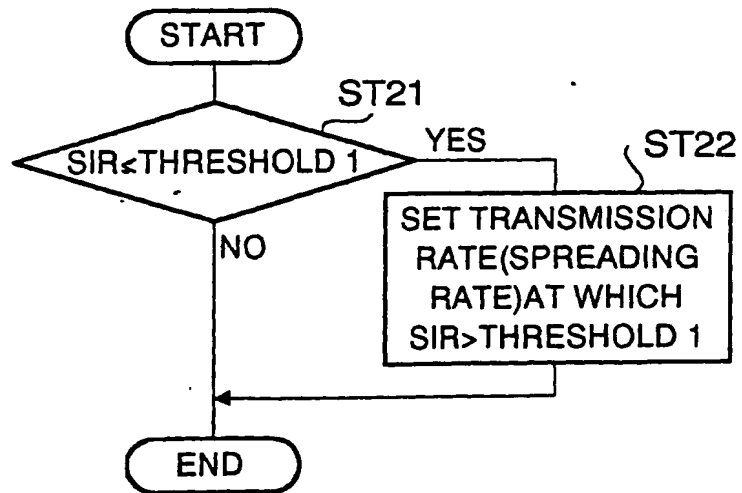 START
ST21
SIR≤THRESHOLD 1
YES
ST22
SET TRANSMISSION
RATE(SPREADING
RATE)AT WHICH
SIR>THRESHOLD 1
NO
END